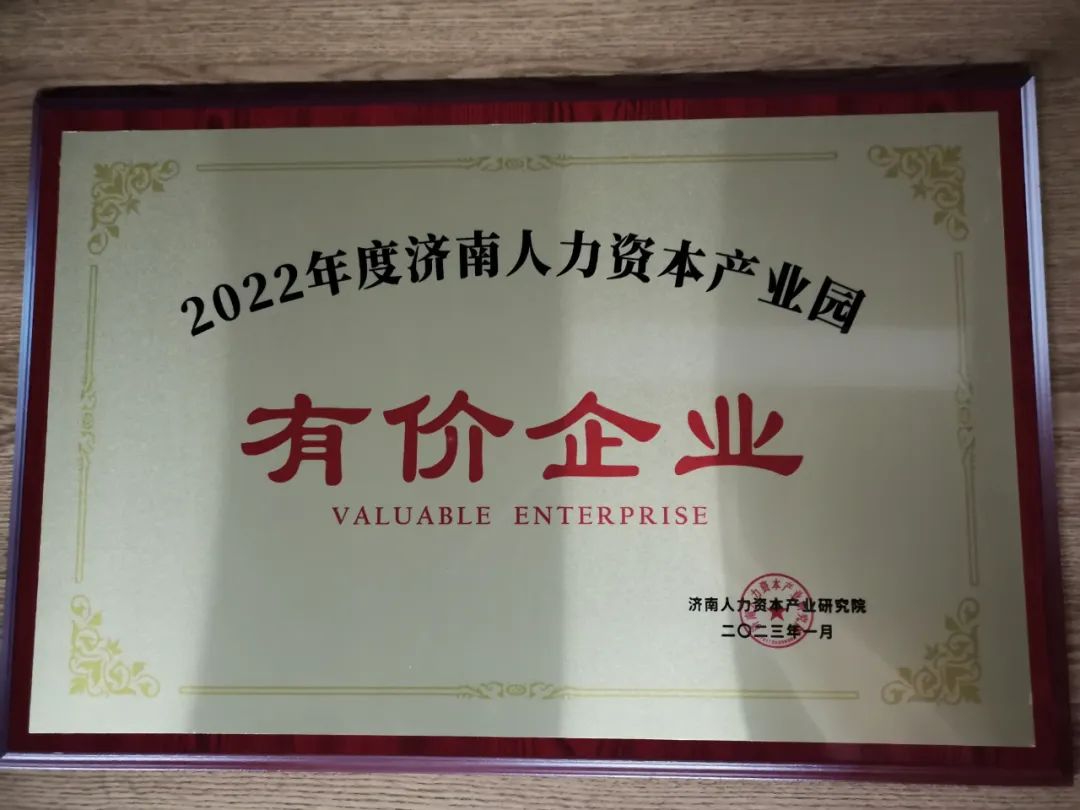 2022年度济南人力资本产业园
有价企业
VALUABLE ENTERPRISE
济南人力资本产业研究院
二〇二三年一月